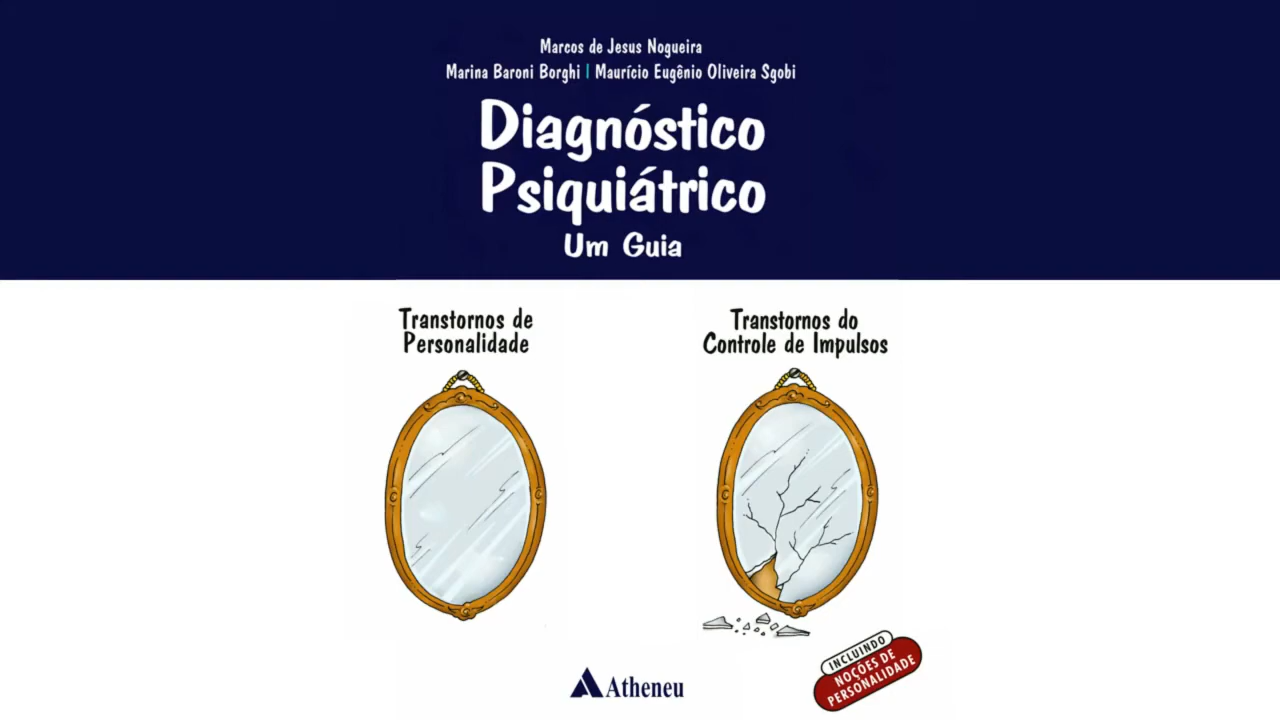 Marcos de Jesus Nogueira
Marina Baroni Borghi | Maurício Eugênio Oliveira Sgobi
Diagnóstico
Psiquiátrico
Um Guia
Transtornos de
Personalidade
Transtornos do
Controle de Impulsos
INCLUINDO
NOÇÕES DE
PERSONALIDADE
Atheneu